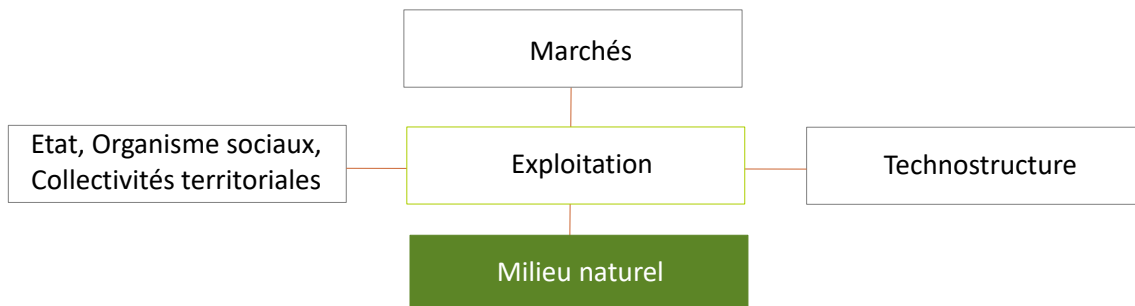 Marchés
Etat, Organisme sociaux,
Collectivités territoriales
Exploitation
Technostructure
Milieu naturel